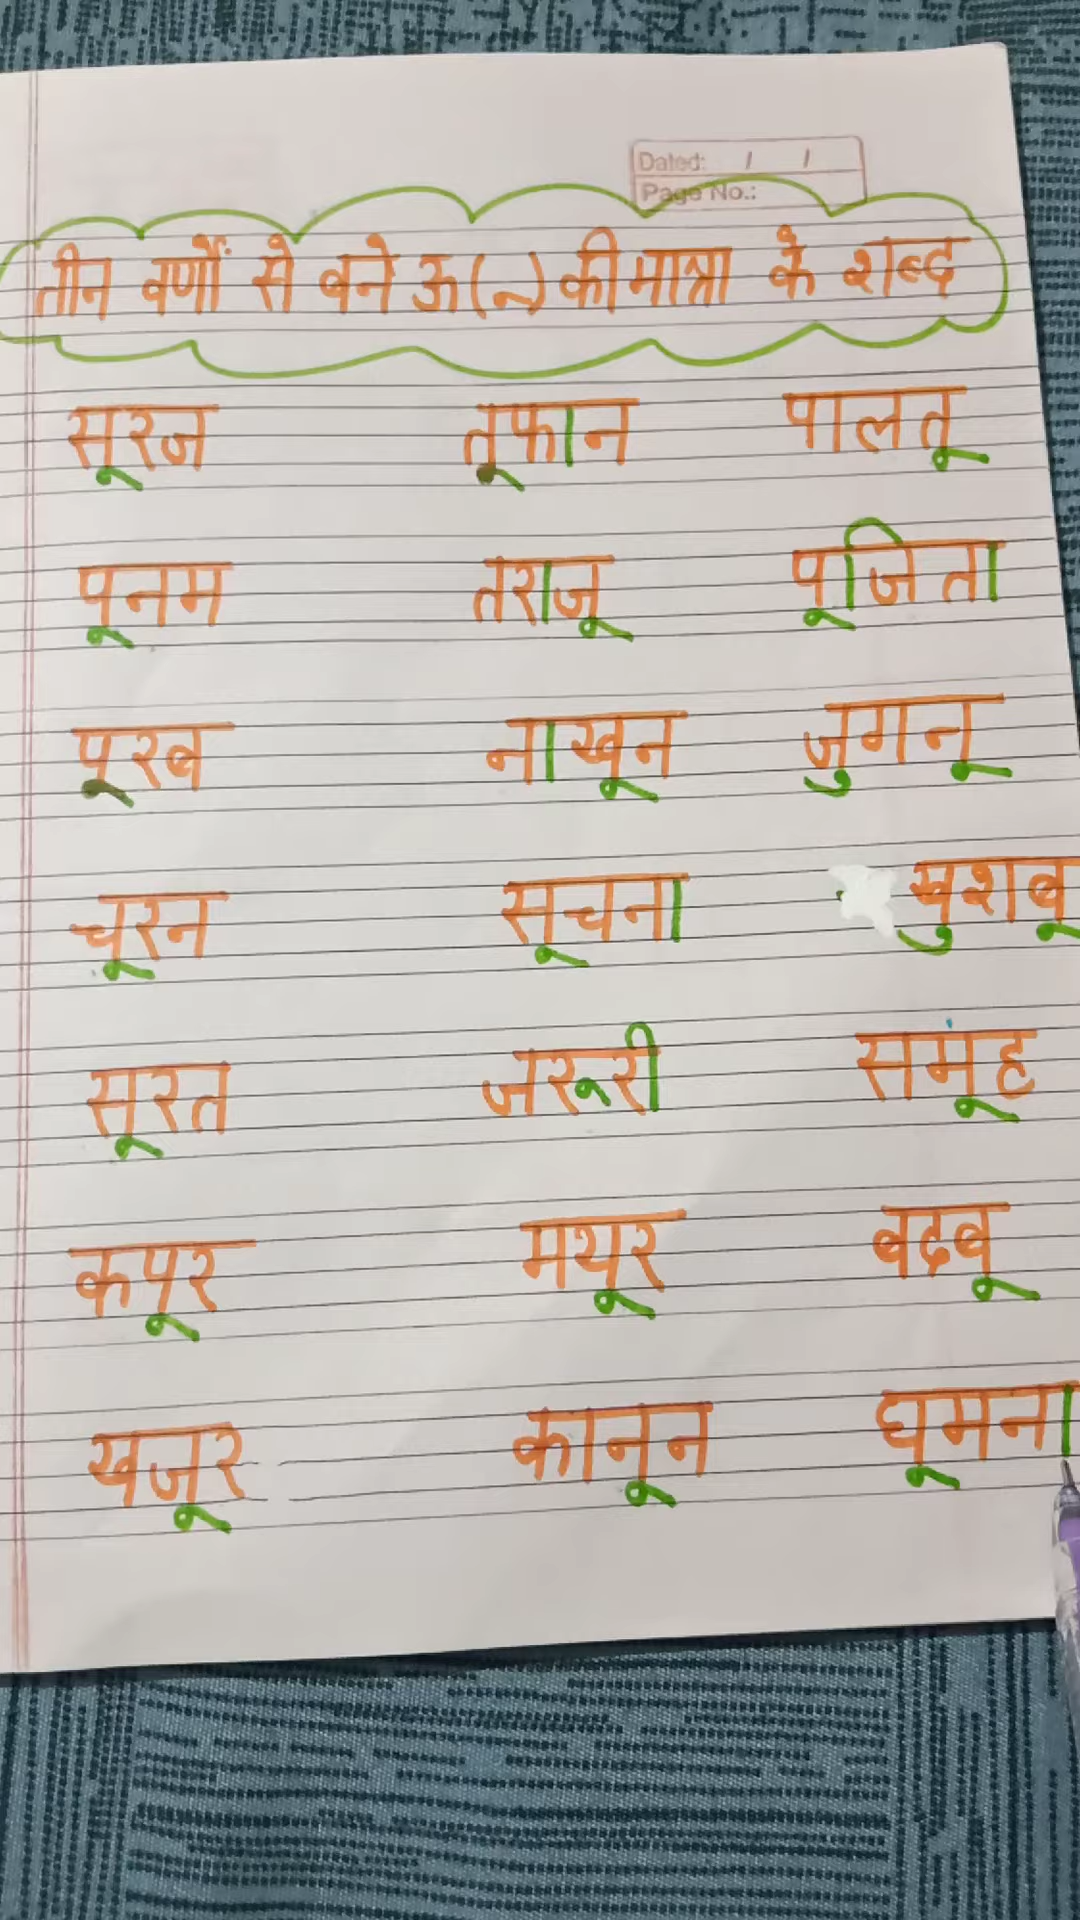 Dated: / /
Page No.:
तीन वर्णों से बने ऊ (ू) की मात्रा के शब्द
सूरज तूफान पालतू
पूनम तराजू पूजिता
पूरब नाखून जुगनू
चूरन सूचना खुशबू
सूरत जरूरी समूंह
कपूर मयूर बदबू
खजूर कानून घूमना